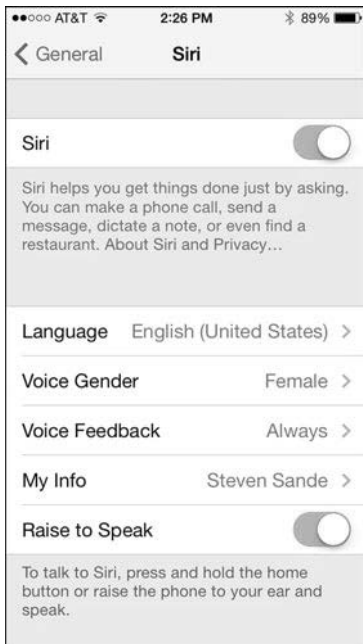 AT&T 2:26 PM 89%
General Siri
Siri
Siri helps you get things done just by asking.
You can make a phone call, send a
message, dictate a note, or even find a
restaurant. About Siri and Privacy…
Language English (United States)
Voice Gender Female
Voice Feedback Always
My Info Steven Sande
Raise to Speak
To talk to Siri, press and hold the home
button or raise the phone to your ear and
speak.